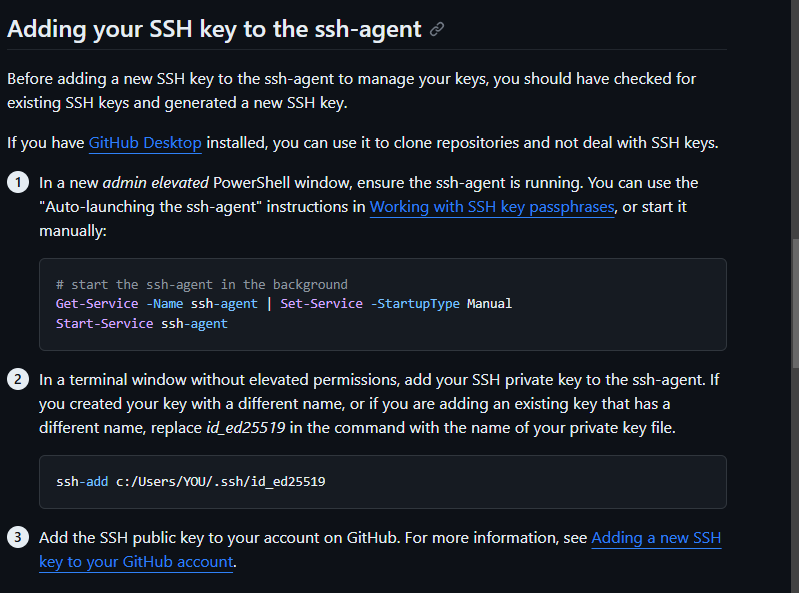 Adding your SSH key to the ssh-agent
Before adding a new SSH key to the ssh-agent to manage your keys, you should have checked for
existing SSH keys and generated a new SSH key.
If you have GitHub Desktop installed, you can use it to clone repositories and not deal with SSH keys.
1 In a new admin elevated PowerShell window, ensure the ssh-agent is running. You can use the
"Auto-launching the ssh-agent" instructions in Working with SSH key passphrases, or start it
manually:
# start the ssh-agent in the background
Get-Service -Name ssh-agent | Set-Service -StartupType Manual
Start-Service ssh-agent
2 In a terminal window without elevated permissions, add your SSH private key to the ssh-agent. If
you created your key with a different name, or if you are adding an existing key that has a
different name, replace id_ed25519 in the command with the name of your private key file.
ssh-add c:/Users/YOU/.ssh/id_ed25519
3 Add the SSH public key to your account on GitHub. For more information, see Adding a new SSH
key to your GitHub account.